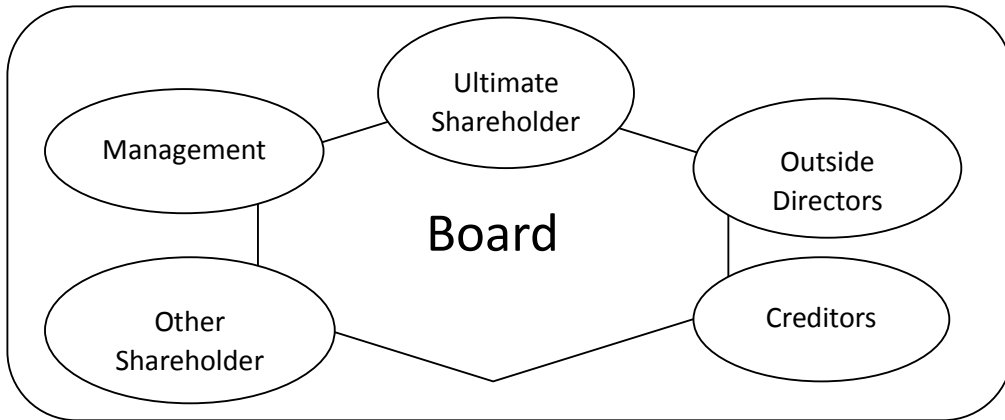 Ultimate
Shareholder
Management
Outside
Directors
Board
Other
Shareholder
Creditors